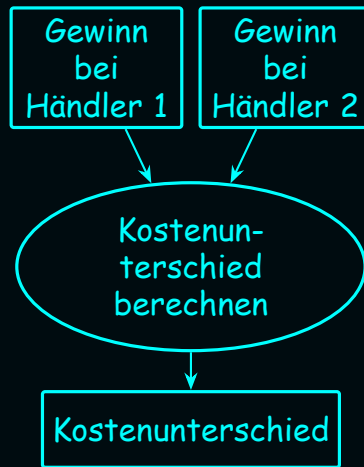 Gewinn
bei
Händler 1
Gewinn
bei
Händler 2
Kostenun-
terschied
berechnen
Kostenunterschied